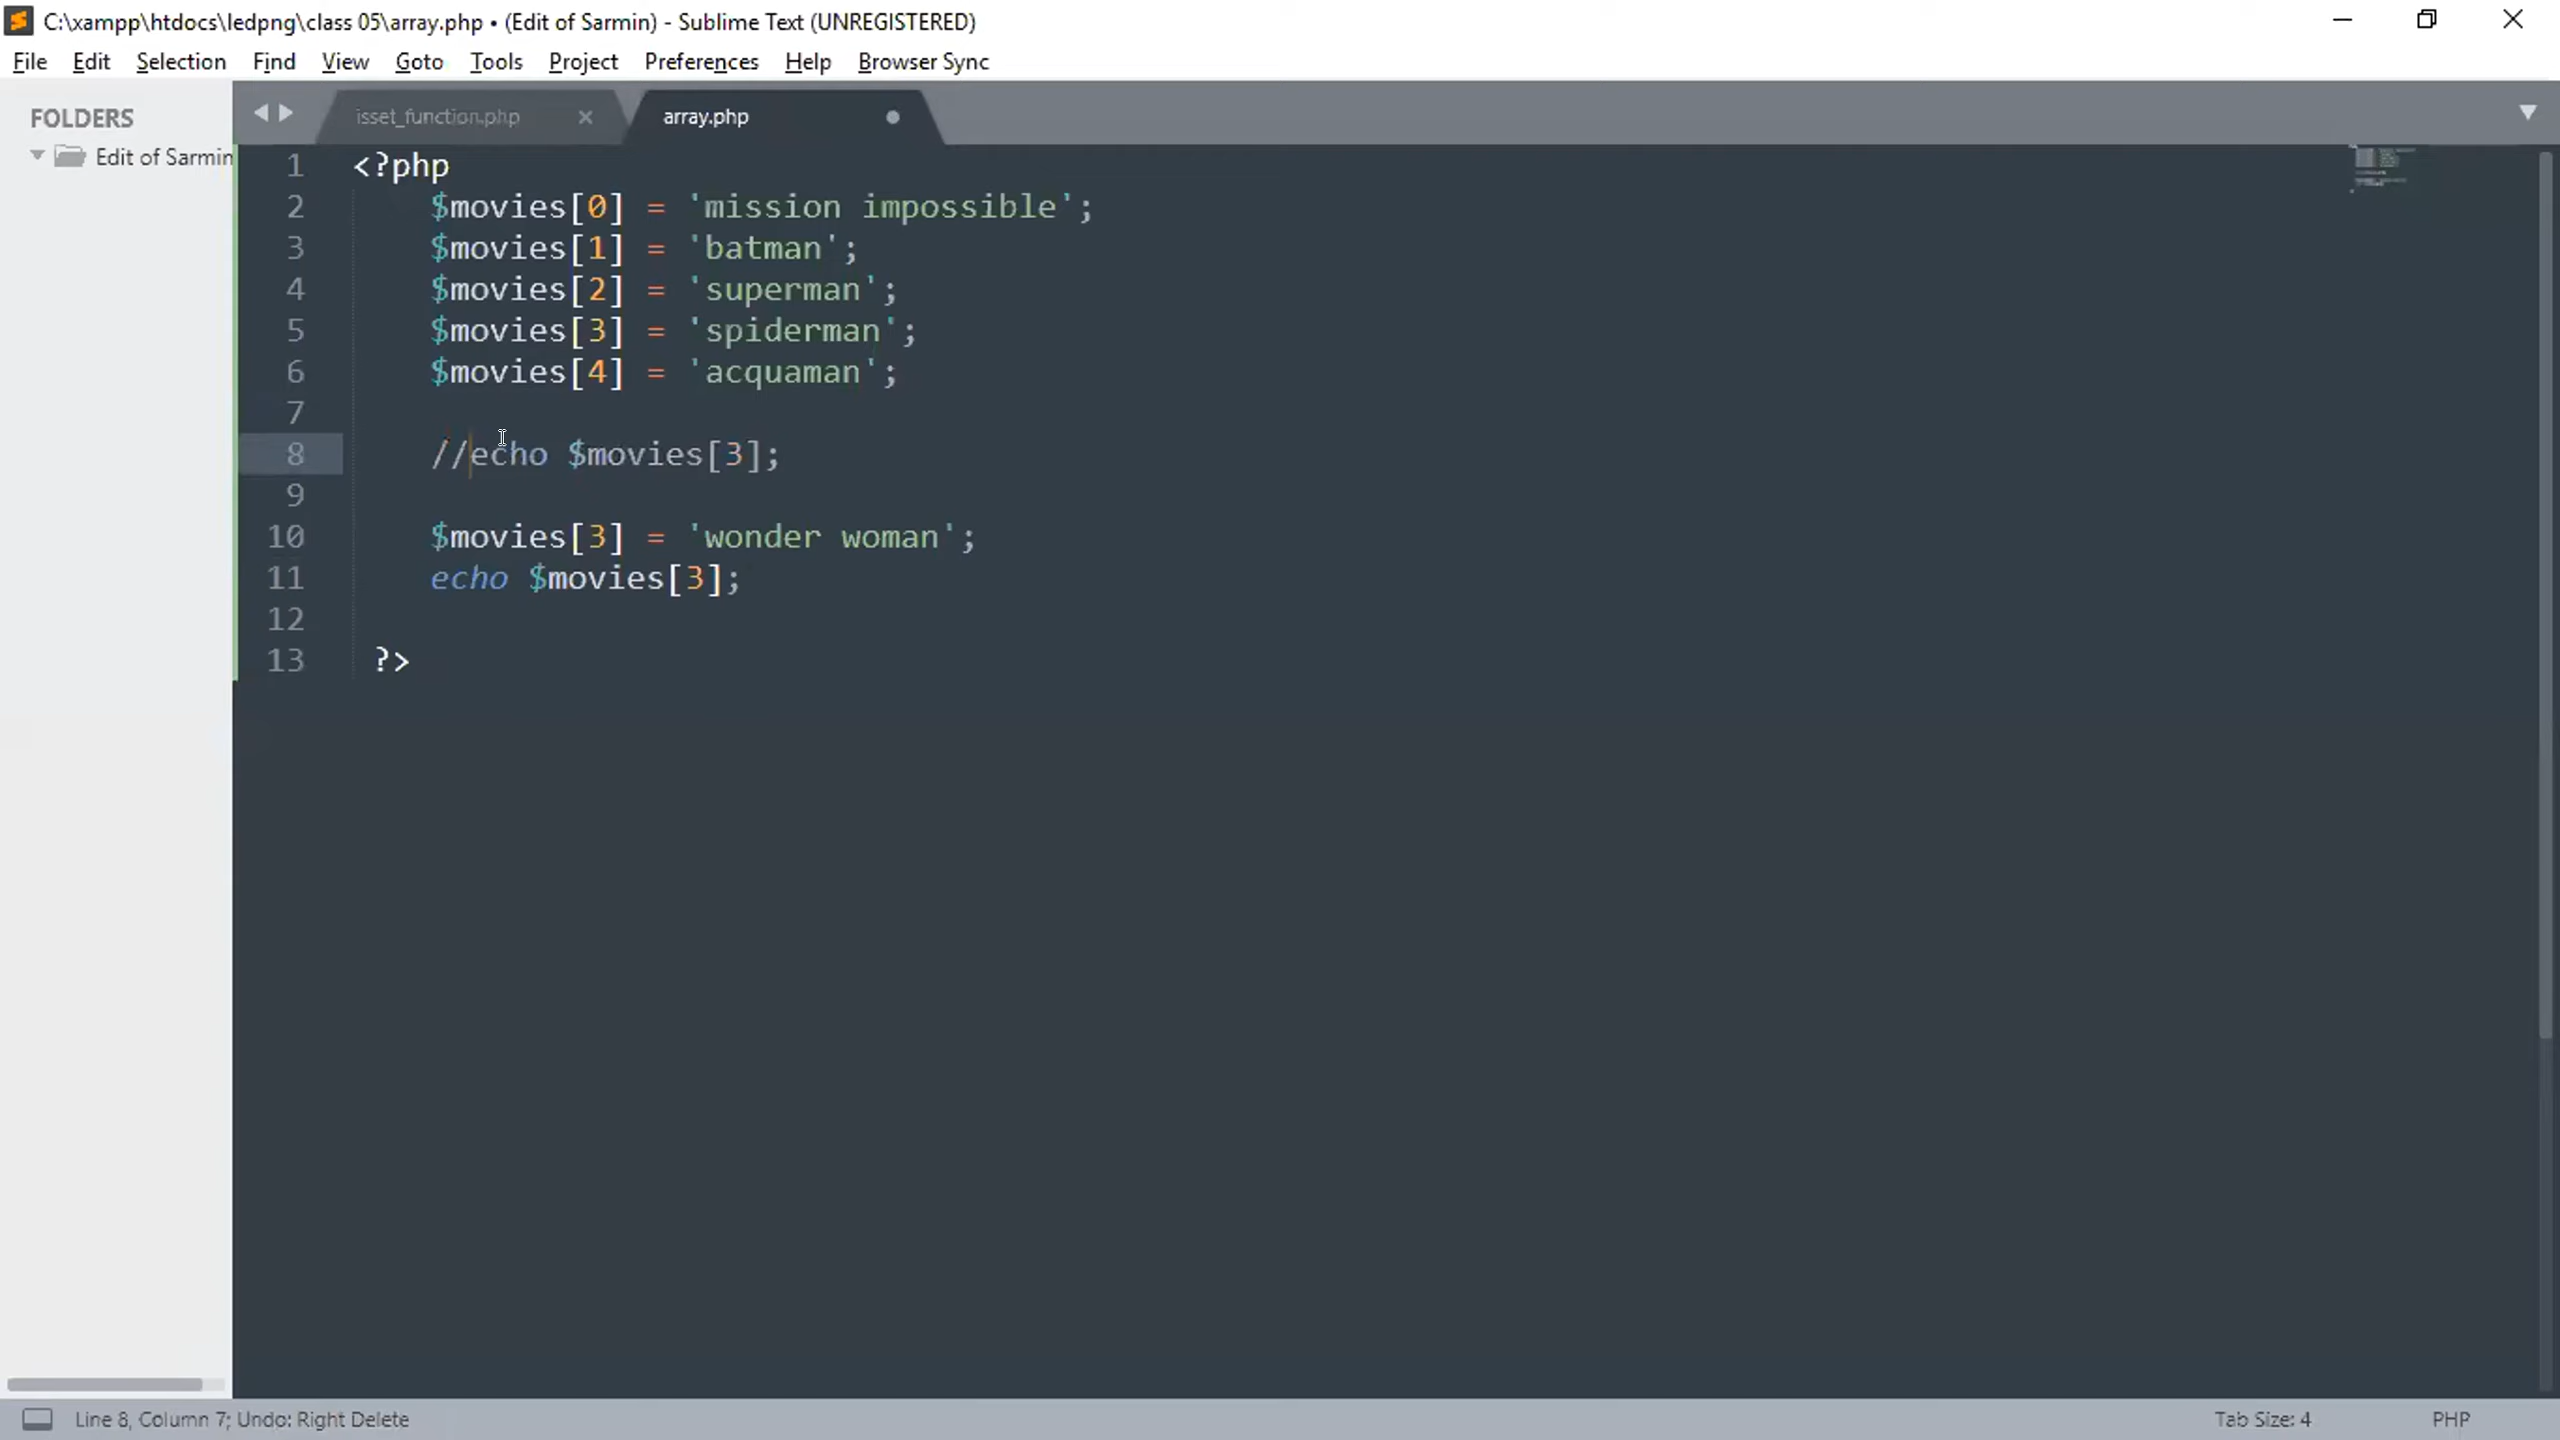 C:\xampp\htdocs\ledpng\class 05\array.php • (Edit of Sarmin) - Sublime Text (UNREGISTERED)
File Edit Selection Find View Goto Tools Project Preferences Help Browser Sync
FOLDERS
Edit of Sarmin
isset_function.php
array.php
1 <?php
2 $movies[0] = 'mission impossible';
3 $movies[1] = 'batman';
4 $movies[2] = 'superman';
5 $movies[3] = 'spiderman';
6 $movies[4] = 'acquaman';
7
8 //echo $movies[3];
9
10 $movies[3] = 'wonder woman';
11 echo $movies[3];
12
13 ?>
Line 8, Column 7; Undo: Right Delete
Tab Size: 4
PHP